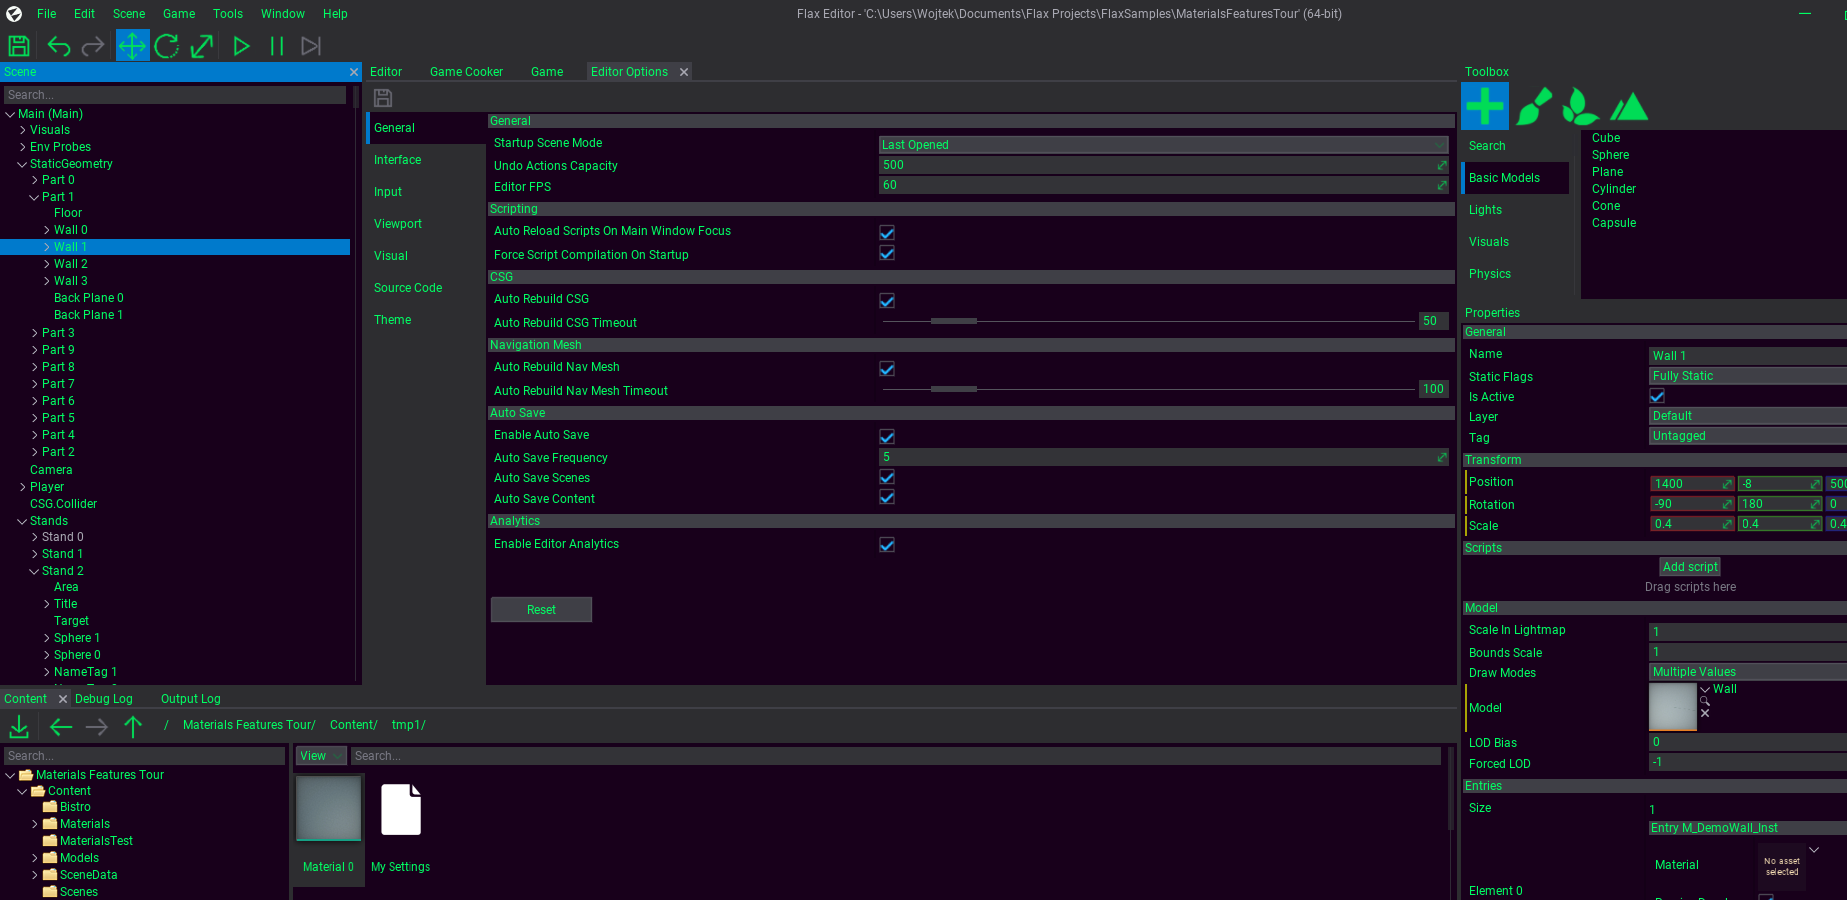 File Edit Scene Game Tools Window Help
Flax Editor - 'C:\Users\Wojtek\Documents\Flax Projects\FlaxSamples\MaterialsFeaturesTour' (64-bit)
Scene
Search...
Main (Main)
Visuals
Env Probes
StaticGeometry
Part 0
Part 1
Floor
Wall 0
Wall 1
Wall 2
Wall 3
Back Plane 0
Back Plane 1
Part 3
Part 9
Part 8
Part 7
Part 6
Part 5
Part 4
Part 2
Camera
Player
CSG.Collider
Stands
Stand 0
Stand 1
Stand 2
Area
Title
Target
Sphere 1
Sphere 0
NameTag 1
Editor Game Cooker Game Editor Options
General
Interface
Input
Viewport
Visual
Source Code
Theme
General
Startup Scene Mode Last Opened
Undo Actions Capacity 500
Editor FPS 60
Scripting
Auto Reload Scripts On Main Window Focus
Force Script Compilation On Startup
CSG
Auto Rebuild CSG
Auto Rebuild CSG Timeout 50
Navigation Mesh
Auto Rebuild Nav Mesh
Auto Rebuild Nav Mesh Timeout 100
Auto Save
Enable Auto Save
Auto Save Frequency 5
Auto Save Scenes
Auto Save Content
Analytics
Enable Editor Analytics
Reset
Toolbox
Search
Basic Models
Lights
Visuals
Physics
Cube
Sphere
Plane
Cylinder
Cone
Capsule
Properties
General
Name Wall 1
Static Flags Fully Static
Is Active
Layer Default
Tag Untagged
Transform
Position 1400 -8 500
Rotation -90 180 0
Scale 0.4 0.4 0.4
Scripts
Add script
Drag scripts here
Model
Scale In Lightmap 1
Bounds Scale 1
Draw Modes Multiple Values
Model Wall
LOD Bias 0
Forced LOD -1
Entries
Size 1
Entry M_DemoWall_Inst
Material No asset selected
Element 0
Content Debug Log Output Log
/ Materials Features Tour/ Content/ tmp1/
Search...
Materials Features Tour
Content
Bistro
Materials
MaterialsTest
Models
SceneData
Scenes
View Search...
Material 0 My Settings